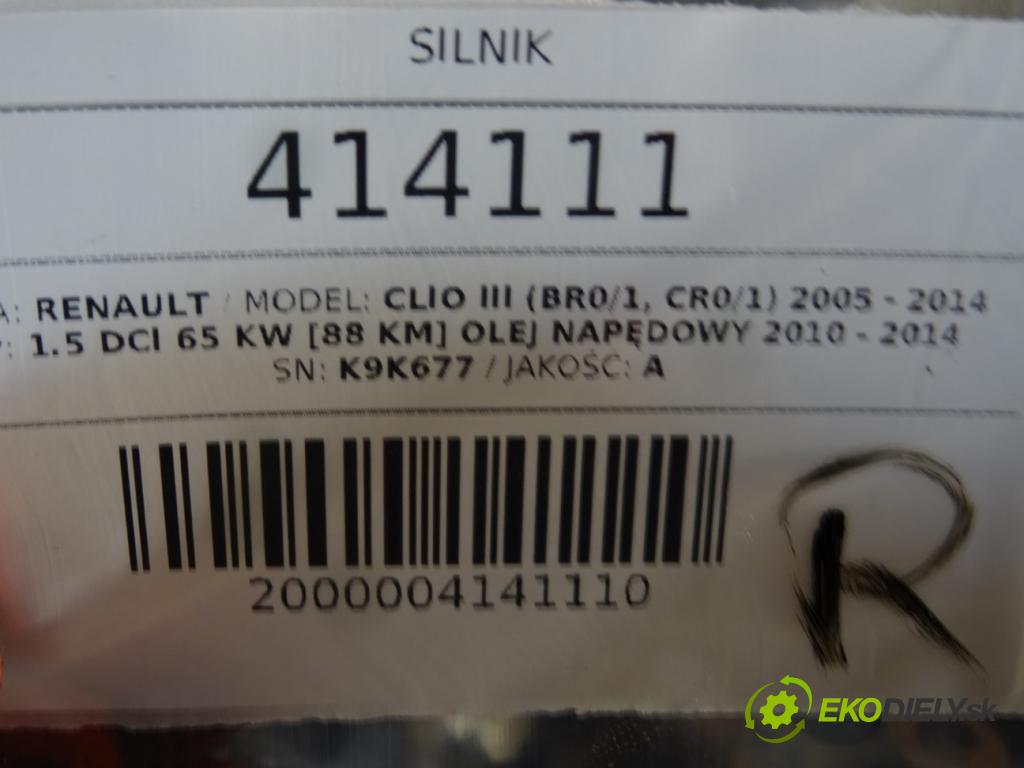 SILNIK
414111
A: RENAULT / MODEL: CLIO III (BR0/1, CR0/1) 2005 - 2014
: 1.5 DCI 65 KW [88 KM] OLEJ NAPĘDOWY 2010 - 2014
SN: K9K677 / JAKOŚĆ: A
2000004141110
R
EKODIELY.sk